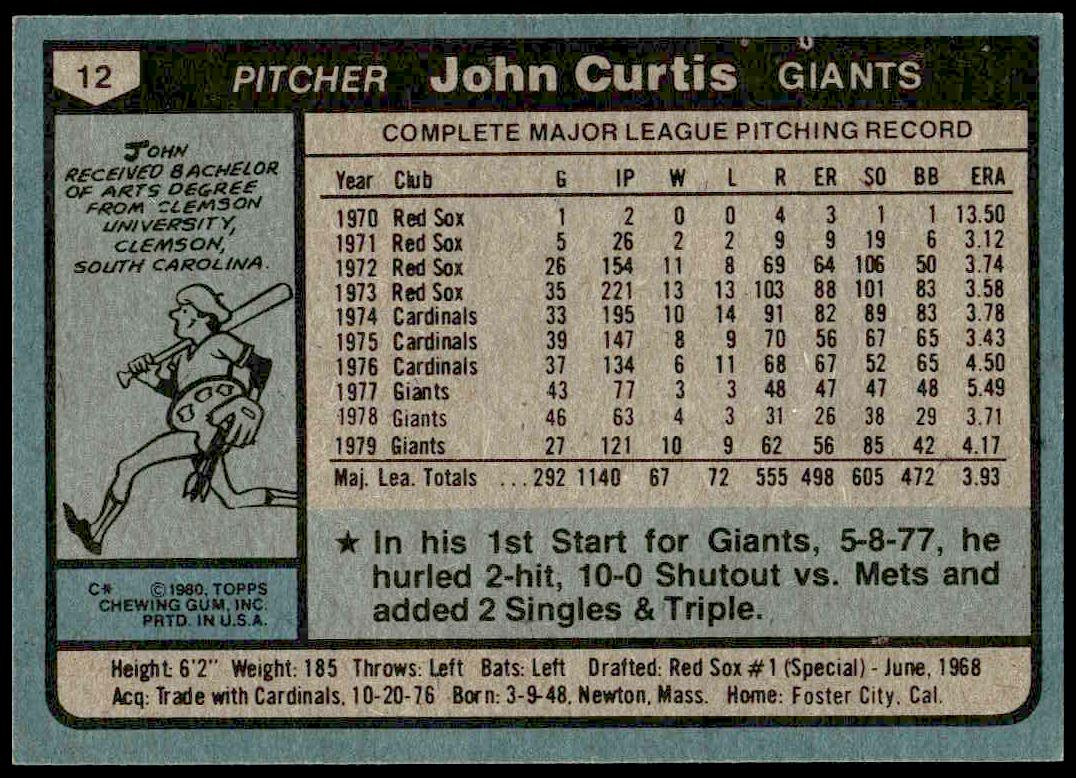 12 PITCHER John Curtis GIANTS
JOHN
RECEIVED BACHELOR
OF ARTS DEGREE
FROM CLEMSON
UNIVERSITY,
CLEMSON,
SOUTH CAROLINA.
C* ©1980, TOPPS
CHEWING GUM, INC.
PRTD. IN U.S.A.
COMPLETE MAJOR LEAGUE PITCHING RECORD
Year Club G IP W L R ER SO BB ERA
1970 Red Sox 1 2 0 0 4 3 1 1 13.50
1971 Red Sox 5 26 2 2 9 9 19 6 3.12
1972 Red Sox 26 154 11 8 69 64 106 50 3.74
1973 Red Sox 35 221 13 13 103 88 101 83 3.58
1974 Cardinals 33 195 10 14 91 82 89 83 3.78
1975 Cardinals 39 147 8 9 70 56 67 65 3.43
1976 Cardinals 37 134 6 11 68 67 52 65 4.50
1977 Giants 43 77 3 3 48 47 47 48 5.49
1978 Giants 46 63 4 3 31 26 38 29 3.71
1979 Giants 27 121 10 9 62 56 85 42 4.17
Maj. Lea. Totals ...292 1140 67 72 555 498 605 472 3.93
★ In his 1st Start for Giants, 5-8-77, he
hurled 2-hit, 10-0 Shutout vs. Mets and
added 2 Singles & Triple.
Height: 6'2" Weight: 185 Throws: Left Bats: Left Drafted: Red Sox #1 (Special) - June, 1968
Acq: Trade with Cardinals, 10-20-76 Born: 3-9-48, Newton, Mass. Home: Foster City, Cal.